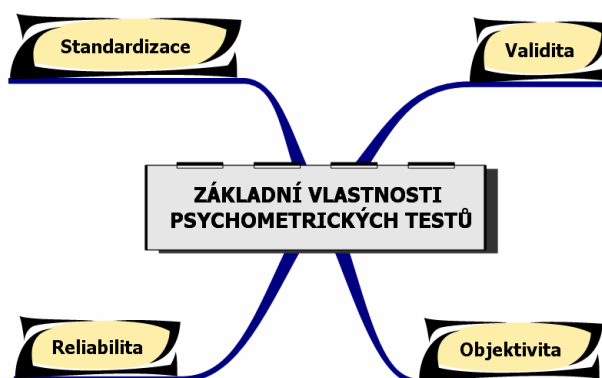 Standardizace
Validita
ZÁKLADNÍ VLASTNOSTI
PSYCHOMETRICKÝCH TESTŮ
Reliabilita
Objektivita